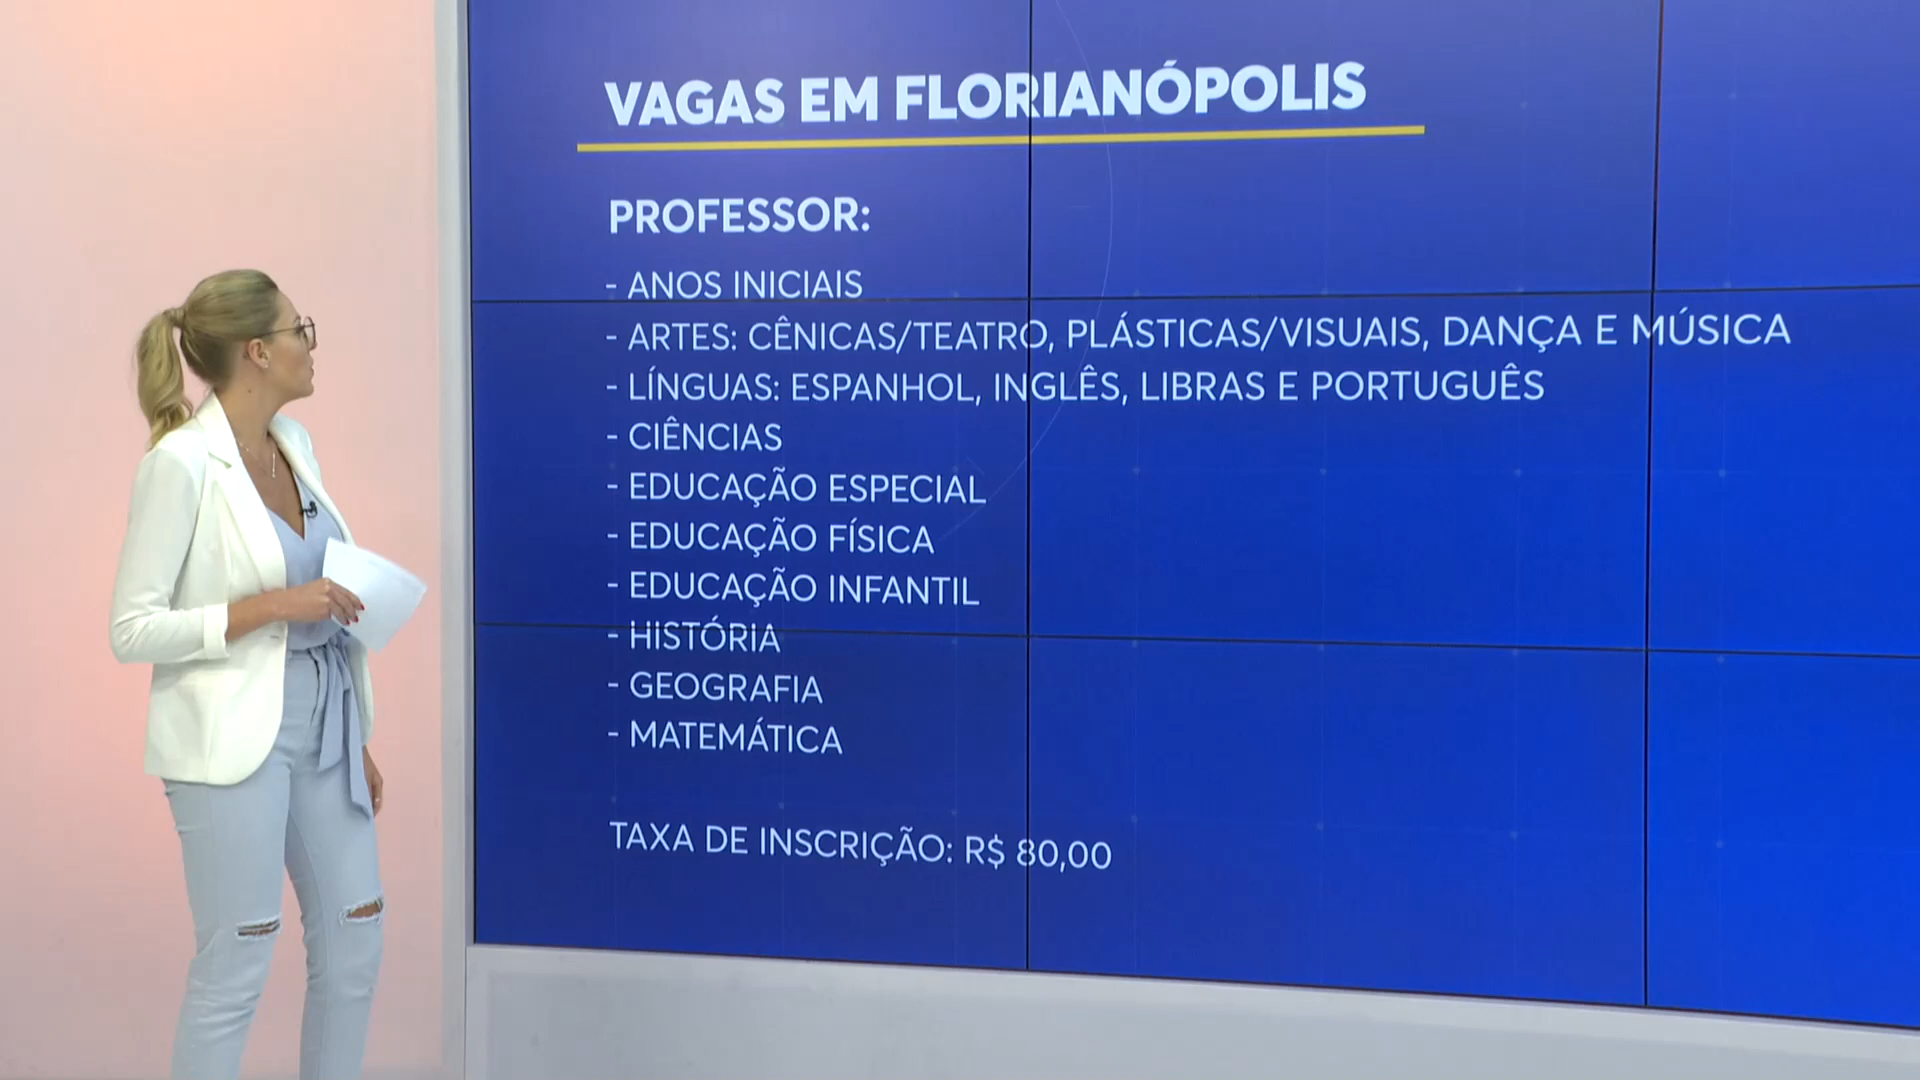 VAGAS EM FLORIANÓPOLIS
PROFESSOR:
- ANOS INICIAIS
- ARTES: CÊNICAS/TEATRO, PLÁSTICAS/VISUAIS, DANÇA E MÚSICA
- LÍNGUAS: ESPANHOL, INGLÊS, LIBRAS E PORTUGUÊS
- CIÊNCIAS
- EDUCAÇÃO ESPECIAL
- EDUCAÇÃO FÍSICA
- EDUCAÇÃO INFANTIL
- HISTÓRIA
- GEOGRAFIA
- MATEMÁTICA
TAXA DE INSCRIÇÃO: R$ 80,00